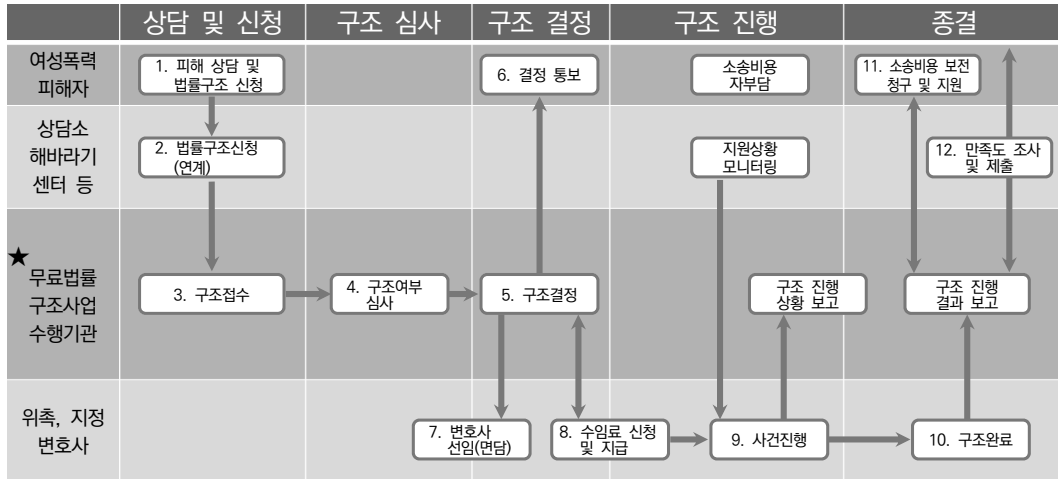 상담 및 신청
구조 심사
구조 결정
구조 진행
종결
여성폭력
피해자
1. 피해 상담 및
법률구조 신청
6. 결정 통보
소송비용
자부담
11. 소송비용 보전
청구 및 지원
상담소
해바라기
센터 등
2. 법률구조신청
(연계)
지원상황
모니터링
12. 만족도 조사
및 제출
★
무료법률
구조사업
수행기관
3. 구조접수
4. 구조여부
심사
5. 구조결정
구조 진행
상황 보고
구조 진행
결과 보고
위촉, 지정
변호사
7. 변호사
선임(면담)
8. 수임료 신청
및 지급
9. 사건진행
10. 구조완료